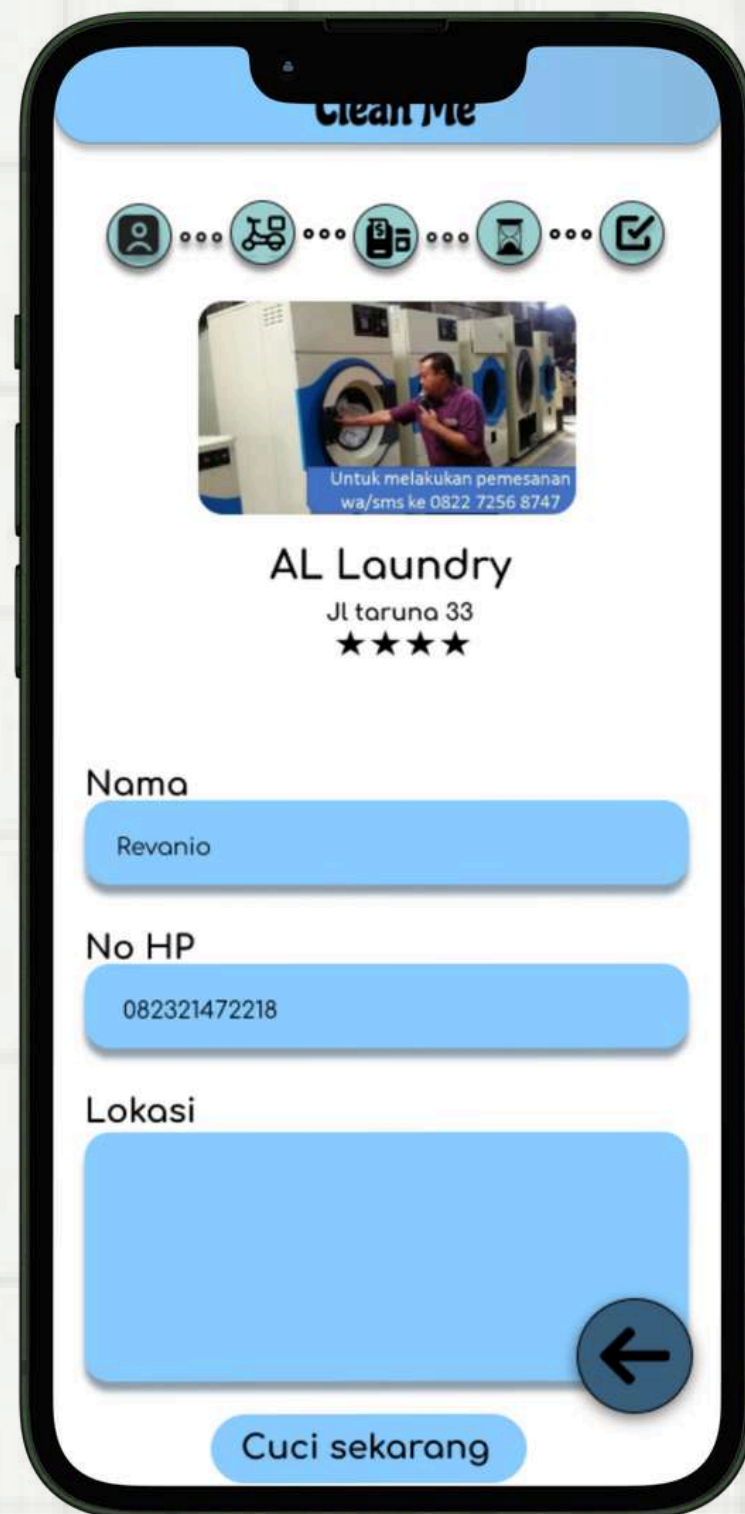 Clean Me
Untuk melakukan pemesanan
wa/sms ke 0822 7256 8747
AL Laundry
Jl taruna 33
★★★★
Nama
Revanio
No HP
082321472218
Lokasi
Cuci sekarang